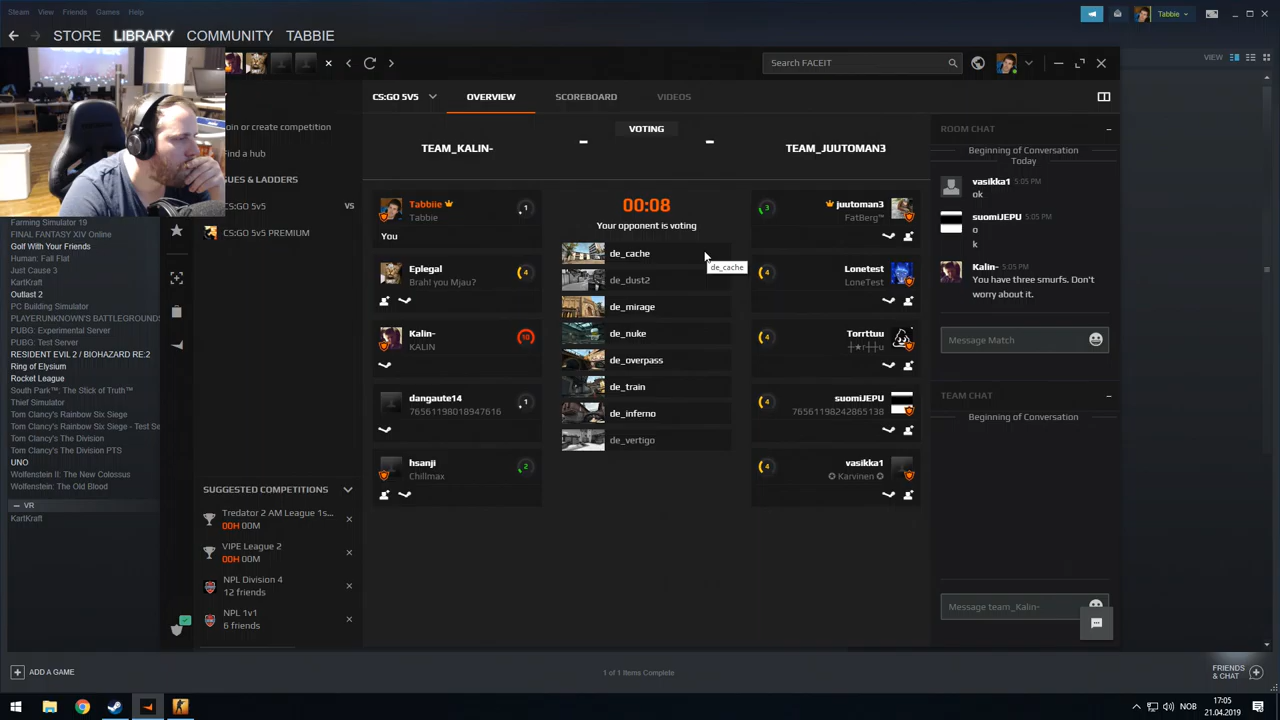 Steam View Friends Games Help
Tabbie
STORE LIBRARY COMMUNITY TABBIE
VIEW
Search FACEIT
CS:GO 5V5 OVERVIEW SCOREBOARD VIDEOS
oin or create competition
ind a hub
GUES & LADDERS
GO 5v5
CS:GO 5v5 PREMIUM
Farming Simulator 19
FINAL FANTASY XIV Online
Golf With Your Friends
Human: Fall Flat
Just Cause 3
KartKraft
Outlast 2
PC Building Simulator
PLAYERUNKNOWN'S BATTLEGROUNDS
PUBG: Experimental Server
PUBG: Test Server
RESIDENT EVIL 2 / BIOHAZARD RE:2
Ring of Elysium
Rocket League
South Park™: The Stick of Truth™
Thief Simulator
Tom Clancy's Rainbow Six Siege
Tom Clancy's Rainbow Six Siege - Test Se
Tom Clancy's The Division
Tom Clancy's The Division PTS
UNO
Wolfenstein II: The New Colossus
Wolfenstein: The Old Blood
VR
KartKraft
SUGGESTED COMPETITIONS
Tredator 2 AM League 1s...
00H 00M
VIPE League 2
00H 00M
NPL Division 4
12 friends
NPL 1v1
6 friends
TEAM_KALIN-
VOTING
TEAM_JUUTOMAN3
VS
Tabbiie
Tabbie
1
You
Eplegal
Brah! you Mjau?
4
Kalin-
KALIN
10
dangaute14
76561198018947616
1
hsanji
Chillmax
2
00:08
Your opponent is voting
de_cache
de_cache
de_dust2
de_mirage
de_nuke
de_overpass
de_train
de_inferno
de_vertigo
3
juutoman3
FatBerg™
4
Lonetest
LoneTest
4
Torrttuu
4
suomiJEPU
76561198242865138
4
vasikka1
Karvinen
ROOM CHAT
Beginning of Conversation
Today
vasikka1 5:05 PM
ok
suomiJEPU 5:05 PM
o
k
Kalin- 5:05 PM
You have three smurfs. Don't
worry about it.
Message Match
TEAM CHAT
Beginning of Conversation
Message team_Kalin-
ADD A GAME
1 of 1 Items Complete
FRIENDS
& CHAT
NOB
17:05
21.04.2019